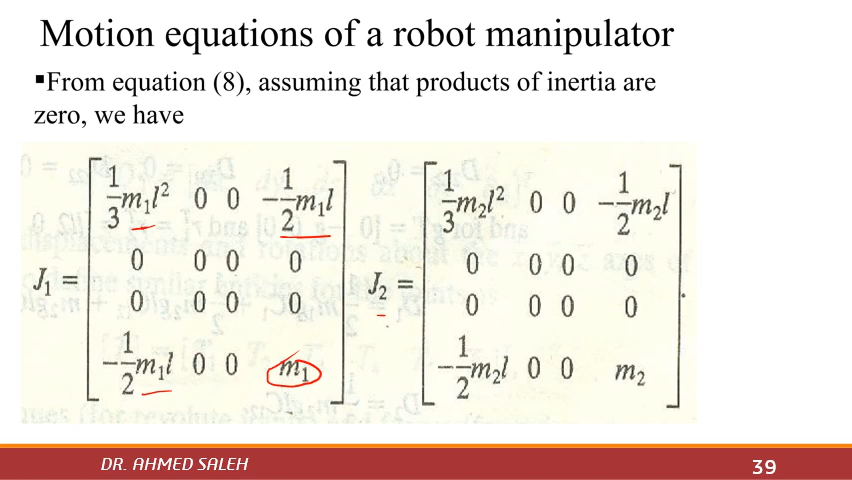 Motion equations of a robot manipulator
▪From equation (8), assuming that products of inertia are
zero, we have
J₁ = [ 1/3 m₁l² 0 0 −1/2 m₁l
0 0 0 0
0 0 0 0
−1/2 m₁l 0 0 m₁ ]
J₂ = [ 1/3 m₂l² 0 0 −1/2 m₂l
0 0 0 0
0 0 0 0
−1/2 m₂l 0 0 m₂ ].
DR. AHMED SALEH
39